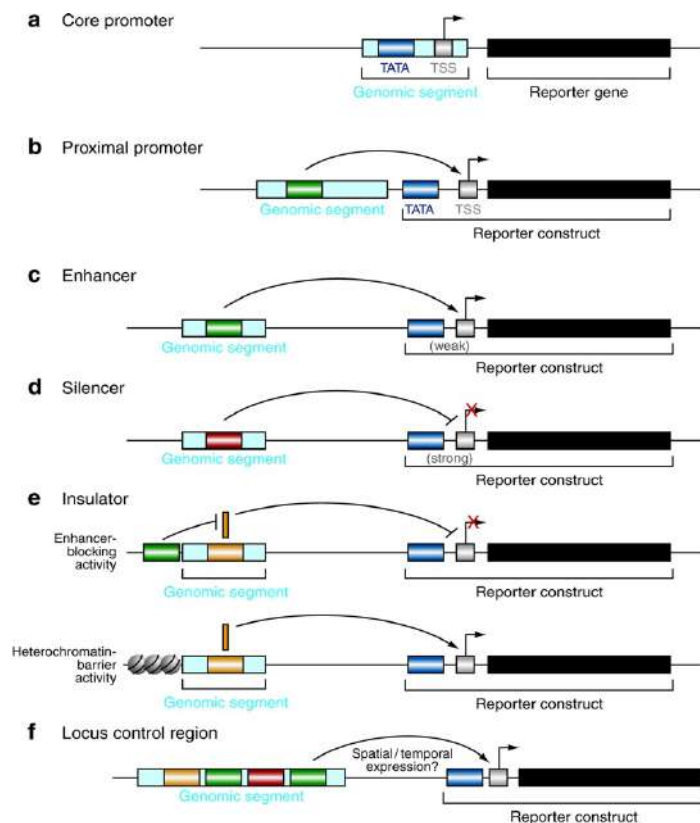 a Core promoter
TATA TSS
Genomic segment Reporter gene
b Proximal promoter
Genomic segment TATA TSS
Reporter construct
c Enhancer
(weak)
Genomic segment
Reporter construct
d Silencer
(strong)
Genomic segment
Reporter construct
e Insulator
Enhancer-
blocking
activity
Genomic segment Reporter construct
Heterochromatin-
barrier
activity
Genomic segment Reporter construct
f Locus control region
Spatial/temporal
expression?
Genomic segment
Reporter construct